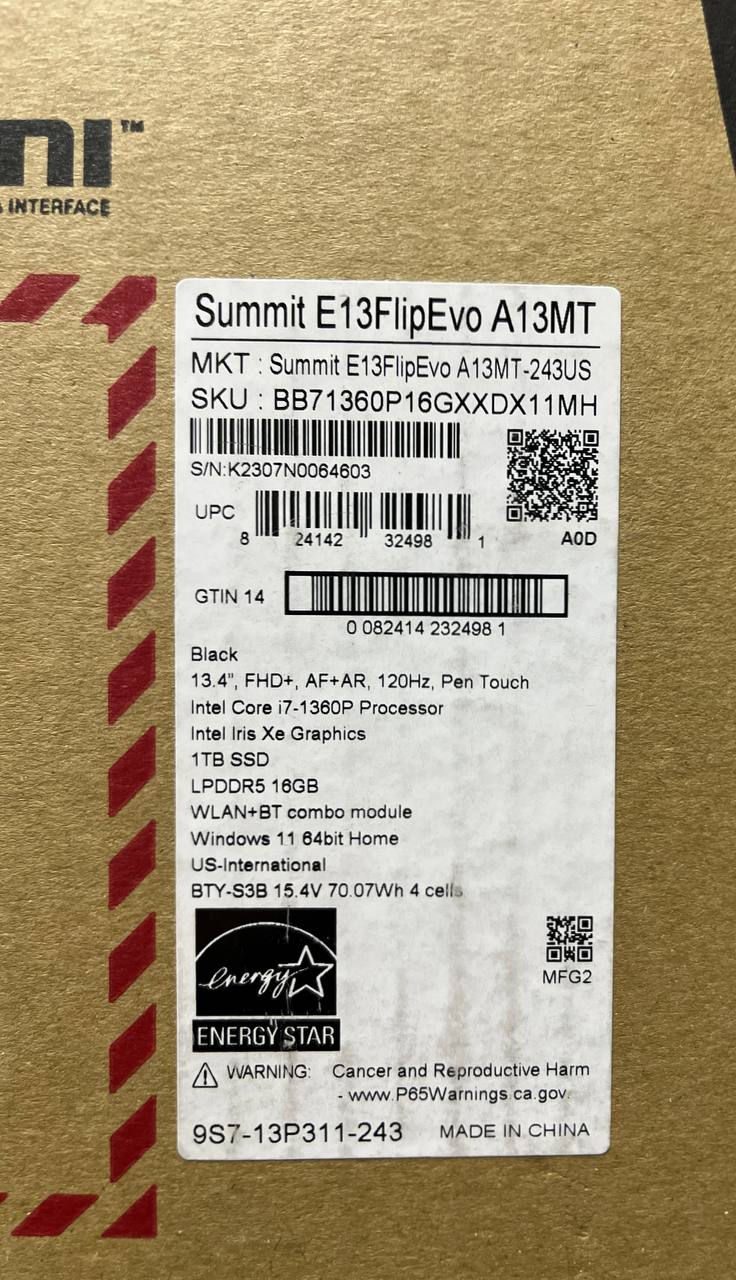 ™
INTERFACE
Summit E13FlipEvo A13MT
MKT : Summit E13FlipEvo A13MT-243US
SKU : BB71360P16GXXDX11MH
S/N:K2307N0064603
UPC
8 24142 32498 1
A0D
GTIN 14
0 082414 232498 1
Black
13.4", FHD+, AF+AR, 120Hz, Pen Touch
Intel Core i7-1360P Processor
Intel Iris Xe Graphics
1TB SSD
LPDDR5 16GB
WLAN+BT combo module
Windows 11 64bit Home
US-International
BTY-S3B 15.4V 70.07Wh 4 cells
energy
ENERGY STAR
MFG2
WARNING: Cancer and Reproductive Harm
- www.P65Warnings.ca.gov.
9S7-13P311-243 MADE IN CHINA